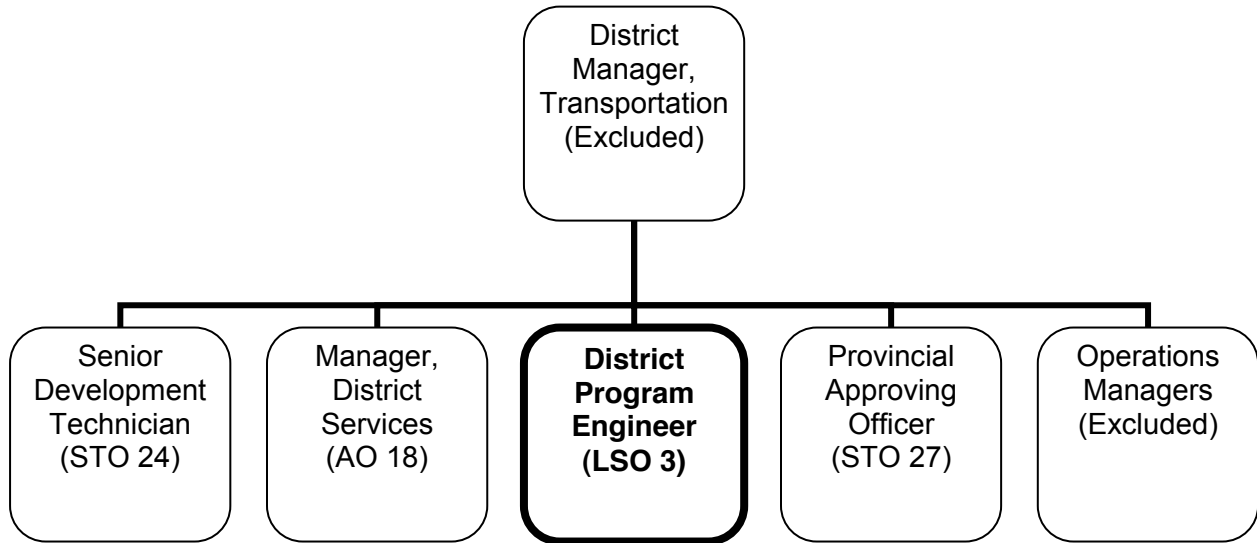 District
Manager,
Transportation
(Excluded)
Senior
Development
Technician
(STO 24)
Manager,
District
Services
(AO 18)
District
Program
Engineer
(LSO 3)
Provincial
Approving
Officer
(STO 27)
Operations
Managers
(Excluded)